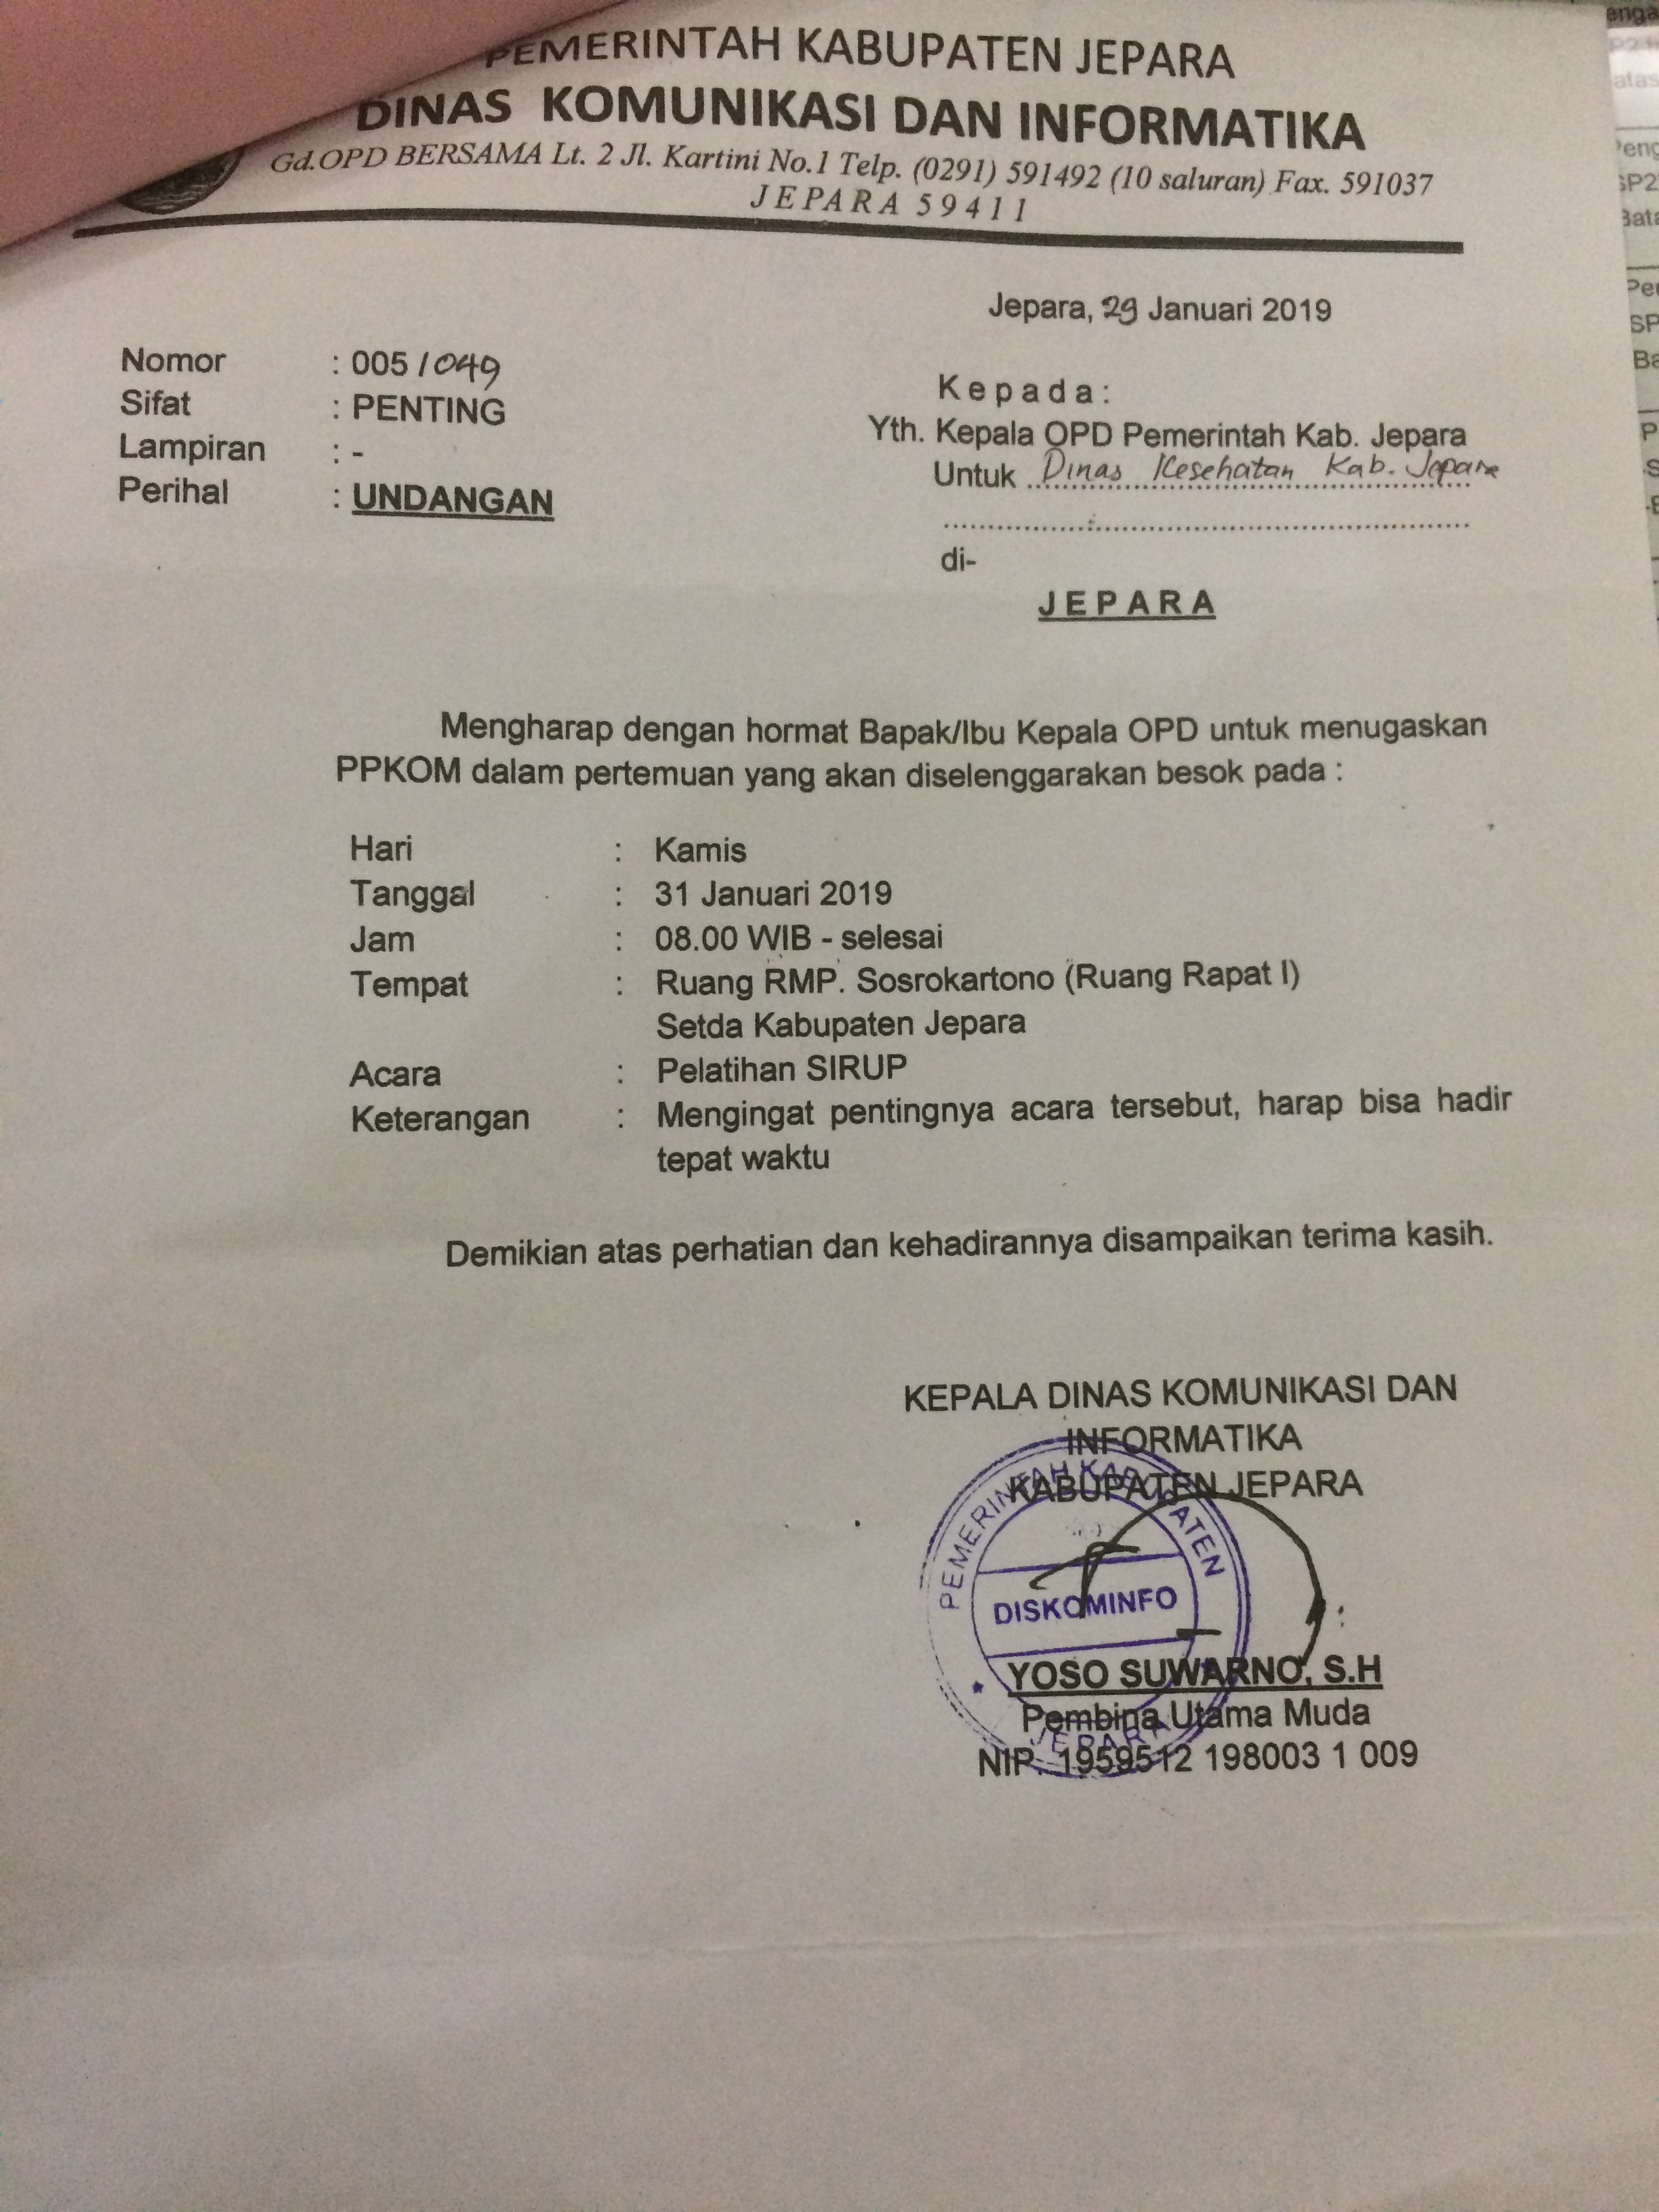 PEMERINTAH KABUPATEN JEPARA
DINAS KOMUNIKASI DAN INFORMATIKA
Gd.OPD BERSAMA Lt. 2 Jl. Kartini No.1 Telp. (0291) 591492 (10 saluran) Fax. 591037
JEPARA 59411
Jepara, 29 Januari 2019
Nomor : 005/049
Sifat : PENTING
Lampiran : -
Perihal : UNDANGAN
Kepada:
Yth. Kepala OPD Pemerintah Kab. Jepara
Untuk Dinas Kesehatan Kab. Jepara
di-
JEPARA
Mengharap dengan hormat Bapak/Ibu Kepala OPD untuk menugaskan
PPKOM dalam pertemuan yang akan diselenggarakan besok pada :
Hari : Kamis
Tanggal : 31 Januari 2019
Jam : 08.00 WIB - selesai
Tempat : Ruang RMP. Sosrokartono (Ruang Rapat I)
Setda Kabupaten Jepara
Acara : Pelatihan SIRUP
Keterangan : Mengingat pentingnya acara tersebut, harap bisa hadir
tepat waktu
Demikian atas perhatian dan kehadirannya disampaikan terima kasih.
KEPALA DINAS KOMUNIKASI DAN
INFORMATIKA
KABUPATEN JEPARA
PEMERINTAH KABUPATEN
DISKOMINFO
JEPARA
YOSO SUWARNO, S.H
Pembina Utama Muda
NIP. 1959512 198003 1 009